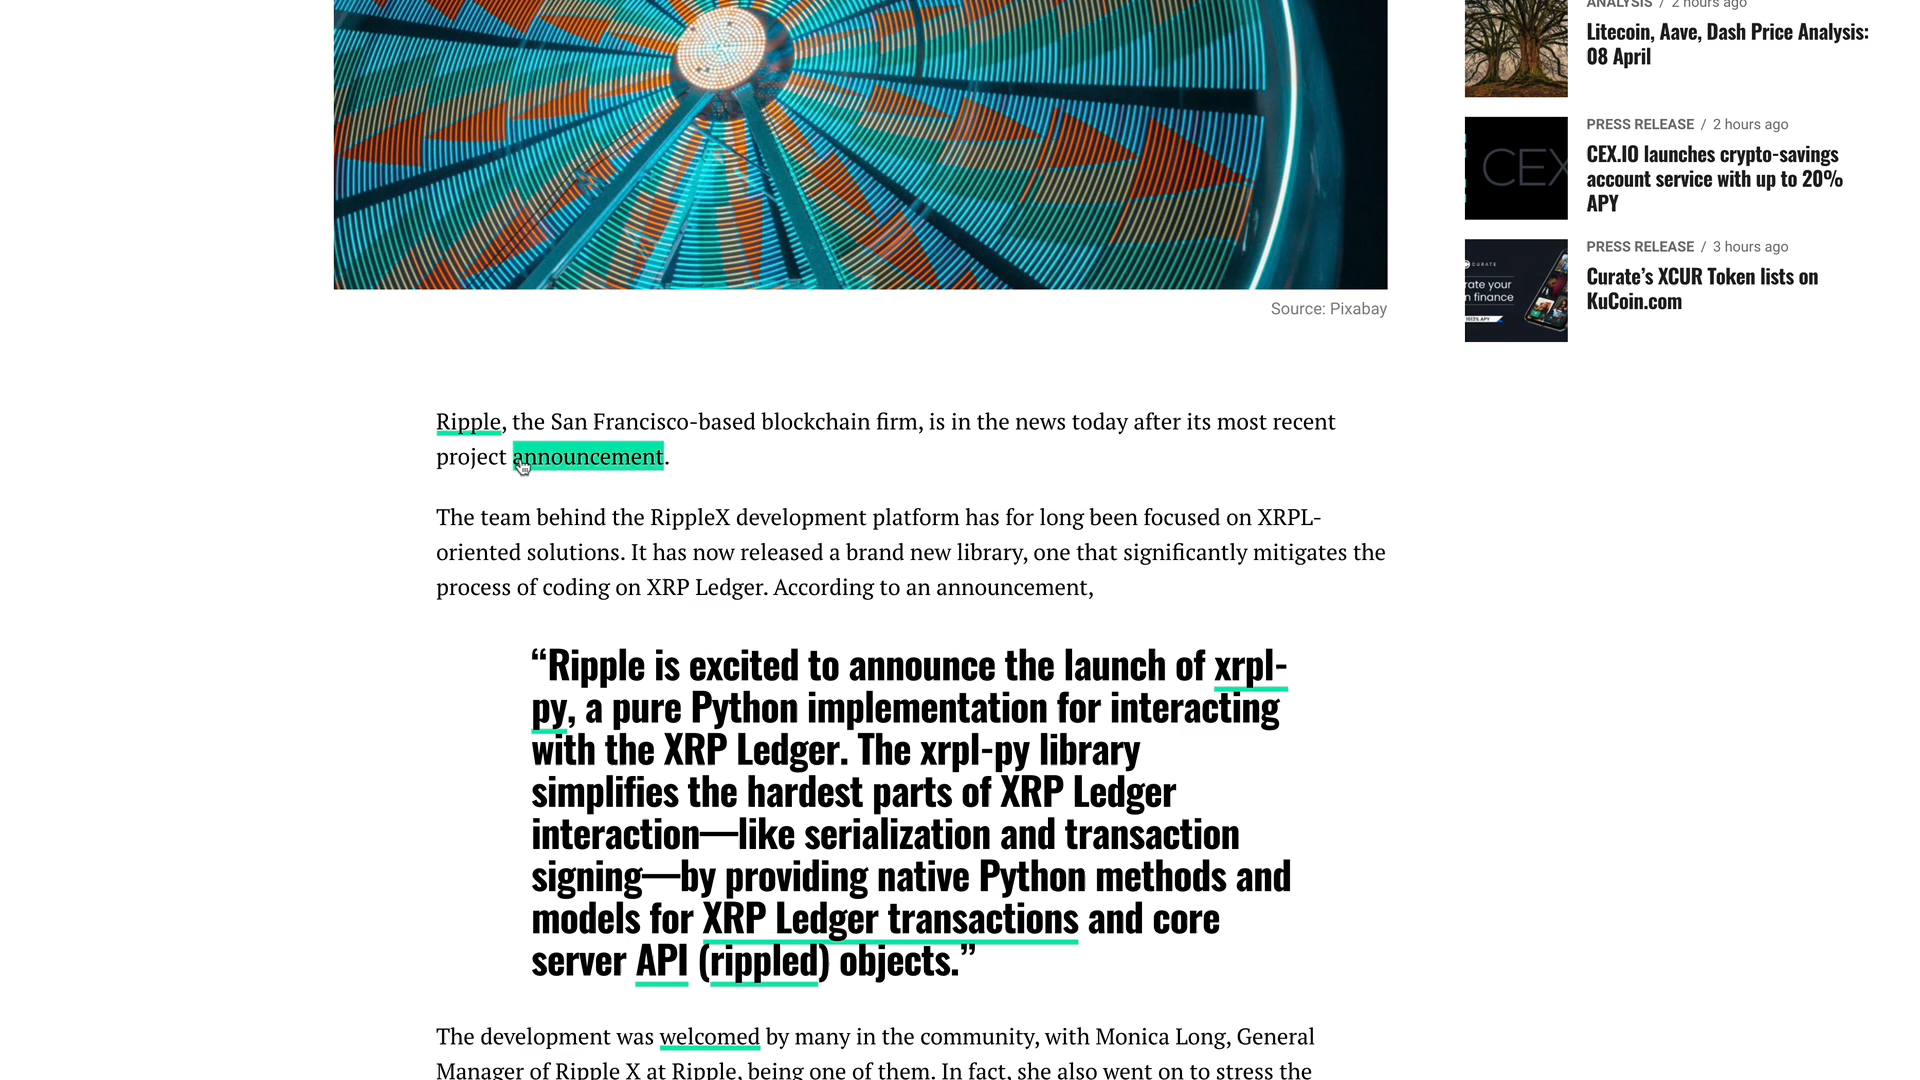 ANALYSIS / 2 hours ago
Litecoin, Aave, Dash Price Analysis:
08 April
CEX
PRESS RELEASE / 2 hours ago
CEX.IO launches crypto-savings
account service with up to 20%
APY
CURATE
rate your
n finance
PRESS RELEASE / 3 hours ago
Curate’s XCUR Token lists on
KuCoin.com
Source: Pixabay
Ripple, the San Francisco-based blockchain firm, is in the news today after its most recent
project announcement.
The team behind the RippleX development platform has for long been focused on XRPL-
oriented solutions. It has now released a brand new library, one that significantly mitigates the
process of coding on XRP Ledger. According to an announcement,
“Ripple is excited to announce the launch of xrpl-
py, a pure Python implementation for interacting
with the XRP Ledger. The xrpl-py library
simplifies the hardest parts of XRP Ledger
interaction—like serialization and transaction
signing—by providing native Python methods and
models for XRP Ledger transactions and core
server API (rippled) objects.”
The development was welcomed by many in the community, with Monica Long, General
Manager of Ripple X at Ripple, being one of them. In fact, she also went on to stress the